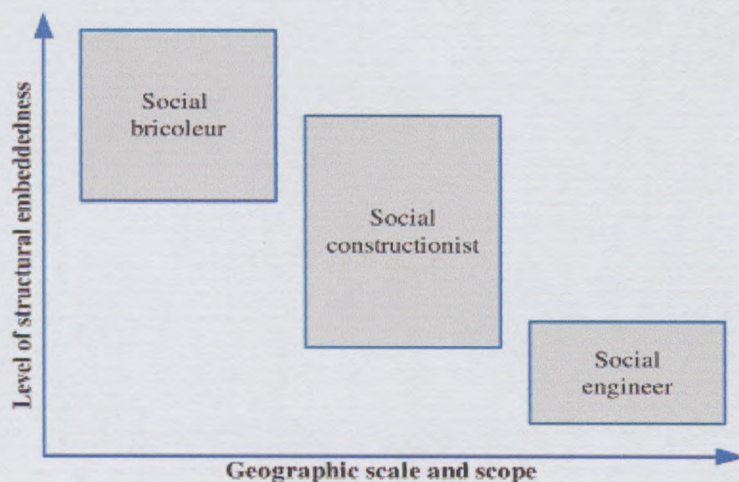 Level of structural embeddedness
Social
bricoleur
Social
constructionist
Social
engineer
Geographic scale and scope